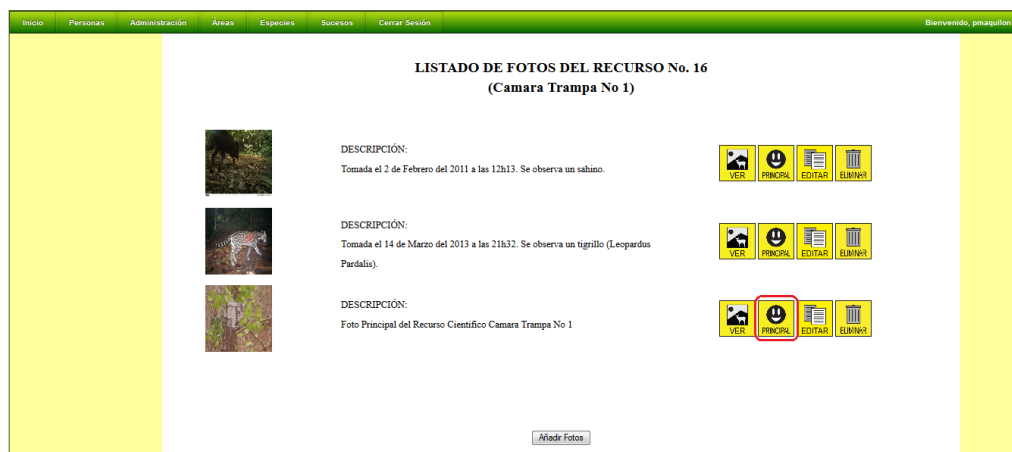 Inicio Personas Administración Áreas Especies Sucesos Cerrar Sesión Bienvenido, pmaquilon
LISTADO DE FOTOS DEL RECURSO No. 16
(Camara Trampa No 1)
DESCRIPCIÓN:
Tomada el 2 de Febrero del 2011 a las 12h13. Se observa un sahino.
VER PRINCIPAL EDITAR ELIMINAR
DESCRIPCIÓN:
Tomada el 14 de Marzo del 2013 a las 21h32. Se observa un tigrillo (Leopardus
Pardalis).
VER PRINCIPAL EDITAR ELIMINAR
DESCRIPCIÓN:
Foto Principal del Recurso Cientifico Camara Trampa No 1
VER PRINCIPAL EDITAR ELIMINAR
Añadir Fotos